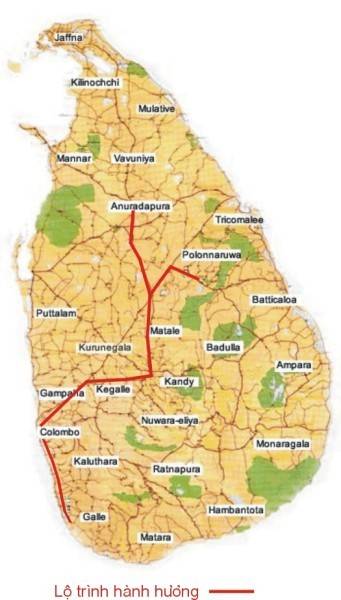 Jaffna
Kilinochchi
Mulative
Mannar
Vavuniya
Anuradapura
Tricomalee
Polonnaruwa
Batticaloa
Puttalam
Matale
Kurunegala
Badulla
Ampara
Gampaha
Kegalle
Kandy
Nuwara-eliya
Colombo
Monaragala
Kaluthara
Ratnapura
Hambantota
Galle
Matara
Lộ trình hành hương